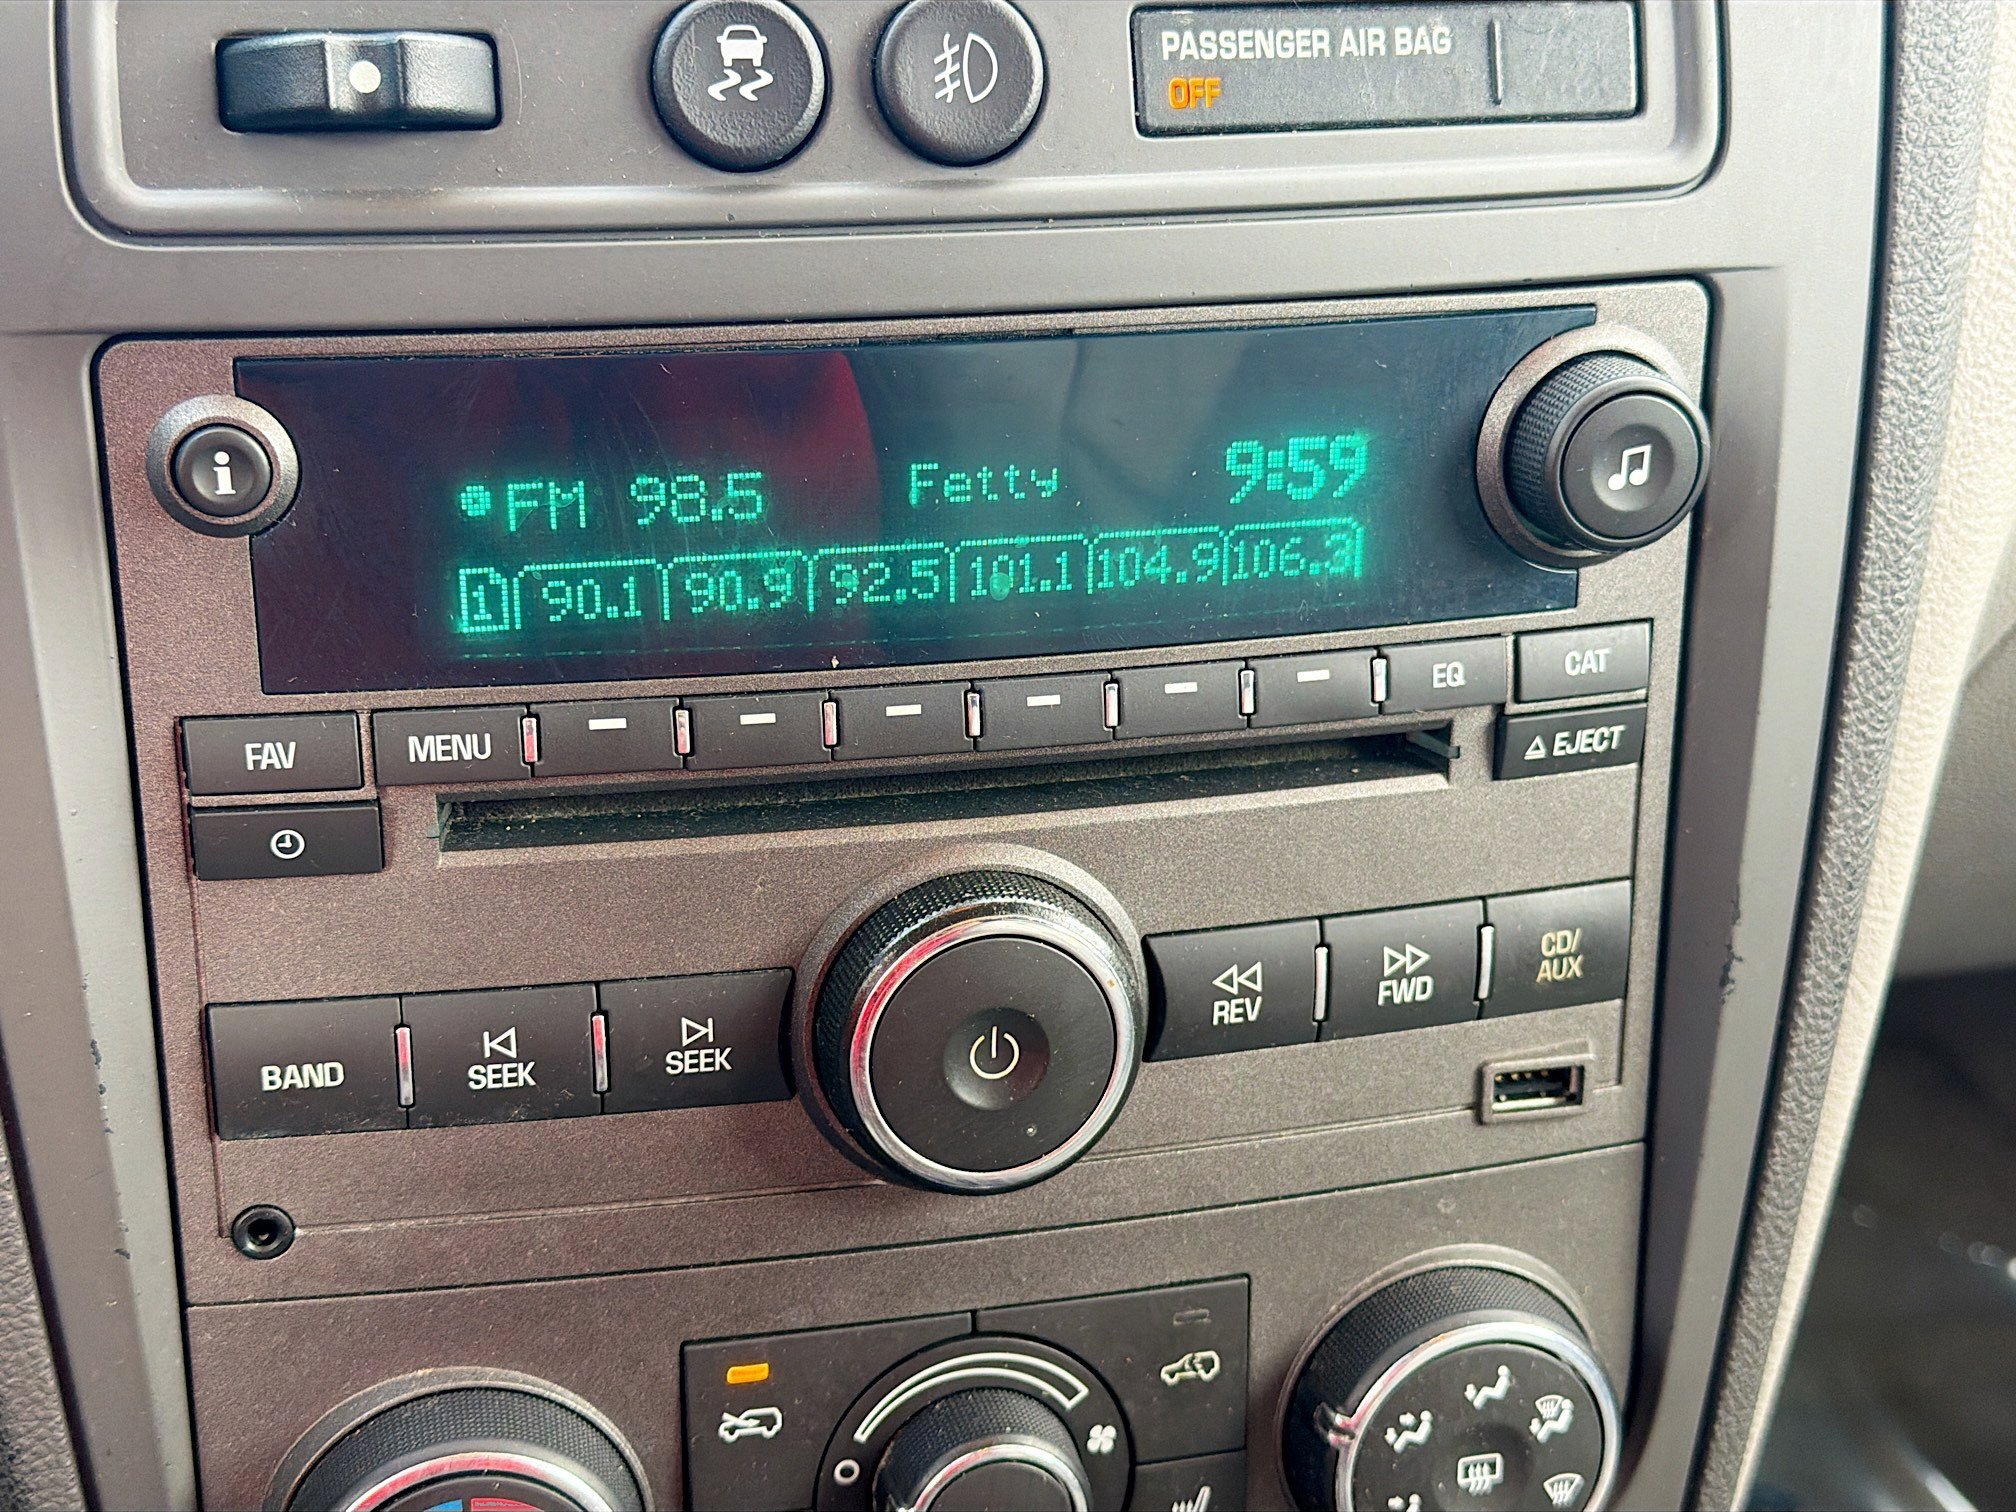 PASSENGER AIR BAG
OFF
i
FM 98.5 Fetty 9:59
1 90.1 90.9 92.5 101.1 104.9 106.3
FAV MENU EQ CAT
EJECT
BAND SEEK SEEK REV FWD CD/
AUX